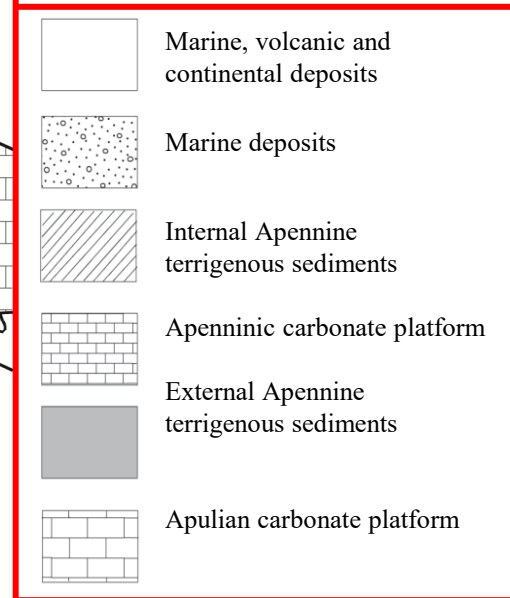 Marine, volcanic and
continental deposits
Marine deposits
Internal Apennine
terrigenous sediments
Apenninic carbonate platform
External Apennine
terrigenous sediments
Apulian carbonate platform